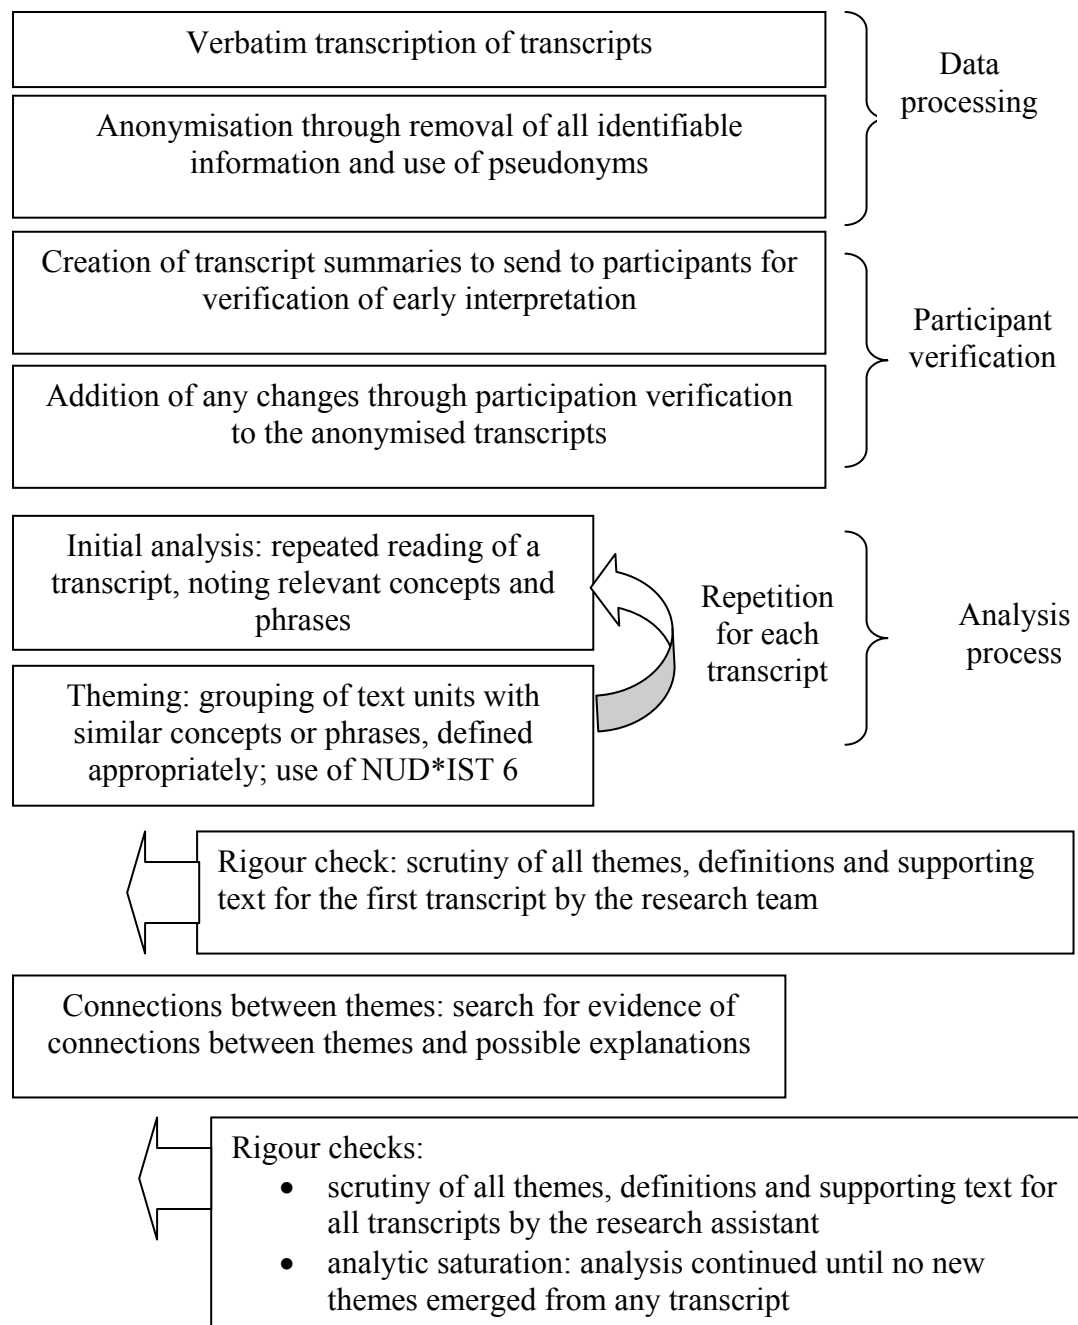 Verbatim transcription of transcripts
Data
processing
Anonymisation through removal of all identifiable
information and use of pseudonyms
Creation of transcript summaries to send to participants for
verification of early interpretation
Participant
verification
Addition of any changes through participation verification
to the anonymised transcripts
Initial analysis: repeated reading of a
transcript, noting relevant concepts and
phrases
Repetition
for each
transcript
Analysis
process
Theming: grouping of text units with
similar concepts or phrases, defined
appropriately; use of NUD*IST 6
Rigour check: scrutiny of all themes, definitions and supporting
text for the first transcript by the research team
Connections between themes: search for evidence of
connections between themes and possible explanations
Rigour checks:
• scrutiny of all themes, definitions and supporting text for
all transcripts by the research assistant
• analytic saturation: analysis continued until no new
themes emerged from any transcript